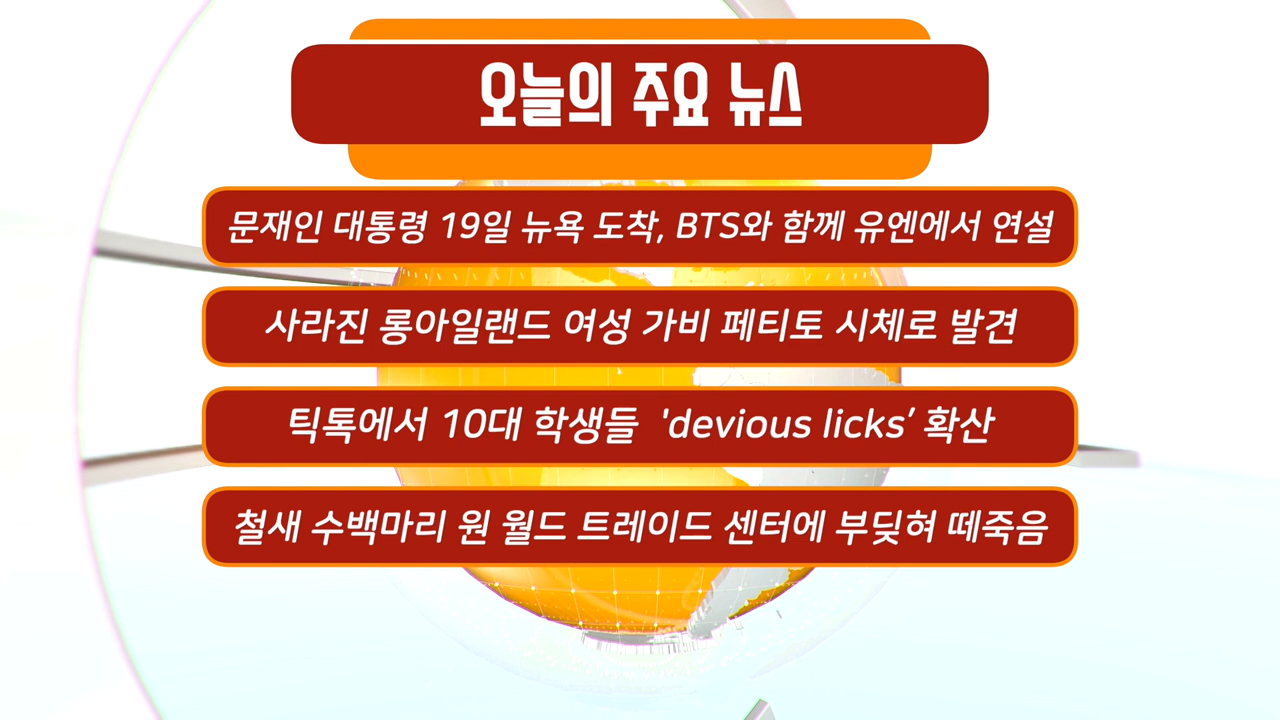 오늘의 주요 뉴스
문재인 대통령 19일 뉴욕 도착, BTS와 함께 유엔에서 연설
사라진 롱아일랜드 여성 가비 페티토 시체로 발견
틱톡에서 10대 학생들 'devious licks’ 확산
철새 수백마리 원 월드 트레이드 센터에 부딪혀 떼죽음